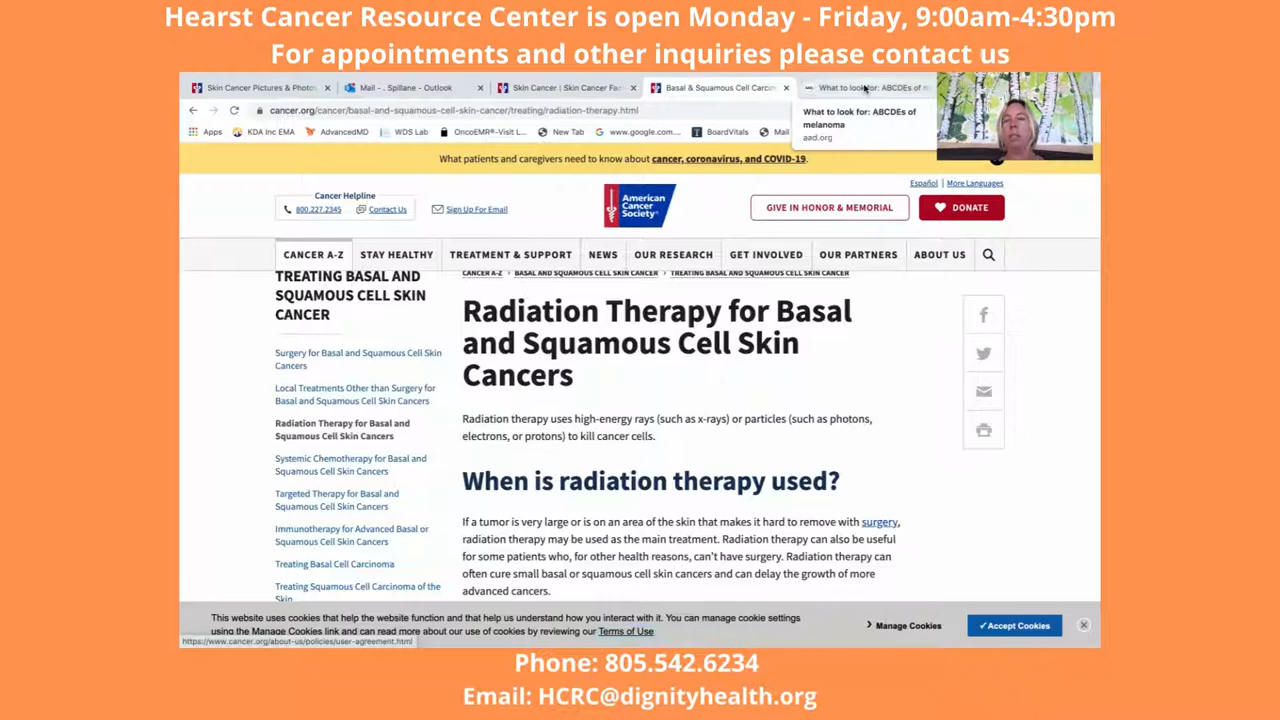 Hearst Cancer Resource Center is open Monday - Friday, 9:00am-4:30pm
For appointments and other inquiries please contact us
Skin Cancer Pictures & Photos
Mail - . Spillane - Outlook
Skin Cancer | Skin Cancer Fac
Basal & Squamous Cell Carcin
What to look for: ABCDEs of m
cancer.org/cancer/basal-and-squamous-cell-skin-cancer/treating/radiation-therapy.html
What to look for: ABCDEs of
melanoma
aad.org
Apps
KDA Inc EMA
AdvancedMD
WDS Lab
OncoEMR®-Visit L...
New Tab
www.google.com....
BoardVitals
Mail
What patients and caregivers need to know about cancer, coronavirus, and COVID-19.
Español | More Languages
Cancer Helpline
800.227.2345
Contact Us
Sign Up For Email
American
Cancer
Society®
GIVE IN HONOR & MEMORIAL
DONATE
CANCER A-Z
STAY HEALTHY
TREATMENT & SUPPORT
NEWS
OUR RESEARCH
GET INVOLVED
OUR PARTNERS
ABOUT US
CANCER A-Z > BASAL AND SQUAMOUS CELL SKIN CANCER > TREATING BASAL AND SQUAMOUS CELL SKIN CANCER
TREATING BASAL AND
SQUAMOUS CELL SKIN
CANCER
Surgery for Basal and Squamous Cell Skin
Cancers
Local Treatments Other than Surgery for
Basal and Squamous Cell Skin Cancers
Radiation Therapy for Basal and
Squamous Cell Skin Cancers
Systemic Chemotherapy for Basal and
Squamous Cell Skin Cancers
Targeted Therapy for Basal and
Squamous Cell Skin Cancers
Immunotherapy for Advanced Basal or
Squamous Cell Skin Cancers
Treating Basal Cell Carcinoma
Treating Squamous Cell Carcinoma of the
Skin
Radiation Therapy for Basal
and Squamous Cell Skin
Cancers
Radiation therapy uses high-energy rays (such as x-rays) or particles (such as photons,
electrons, or protons) to kill cancer cells.
When is radiation therapy used?
If a tumor is very large or is on an area of the skin that makes it hard to remove with surgery,
radiation therapy may be used as the main treatment. Radiation therapy can also be useful
for some patients who, for other health reasons, can't have surgery. Radiation therapy can
often cure small basal or squamous cell skin cancers and can delay the growth of more
advanced cancers.
This website uses cookies that help the website function and that help us understand how you interact with it. You can manage cookie settings
using the Manage Cookies link and can read more about our use of cookies by reviewing our Terms of Use
Manage Cookies
✓Accept Cookies
https://www.cancer.org/about-us/policies/user-agreement.html
Phone: 805.542.6234
Email: HCRC@dignityhealth.org